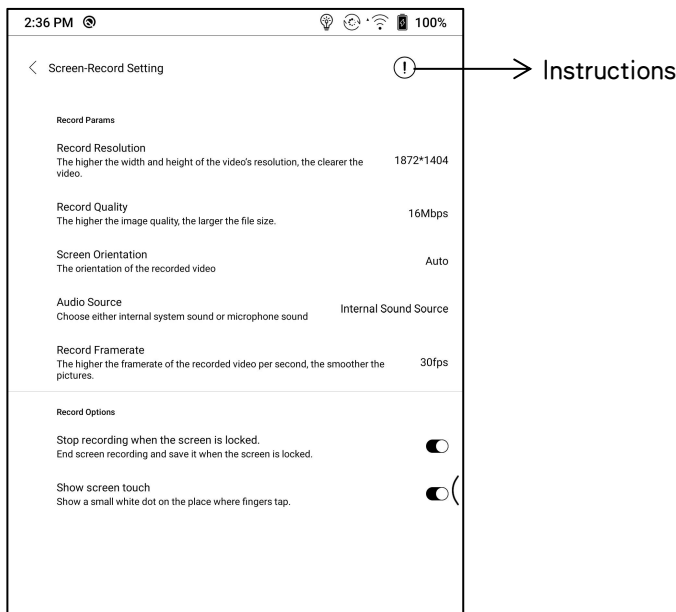 2:36 PM 100%
Screen-Record Setting
Instructions
Record Params
Record Resolution
The higher the width and height of the video's resolution, the clearer the
video.
1872*1404
Record Quality
The higher the image quality, the larger the file size.
16Mbps
Screen Orientation
The orientation of the recorded video
Auto
Audio Source
Choose either internal system sound or microphone sound
Internal Sound Source
Record Framerate
The higher the framerate of the recorded video per second, the smoother the
pictures.
30fps
Record Options
Stop recording when the screen is locked.
End screen recording and save it when the screen is locked.
Show screen touch
Show a small white dot on the place where fingers tap.